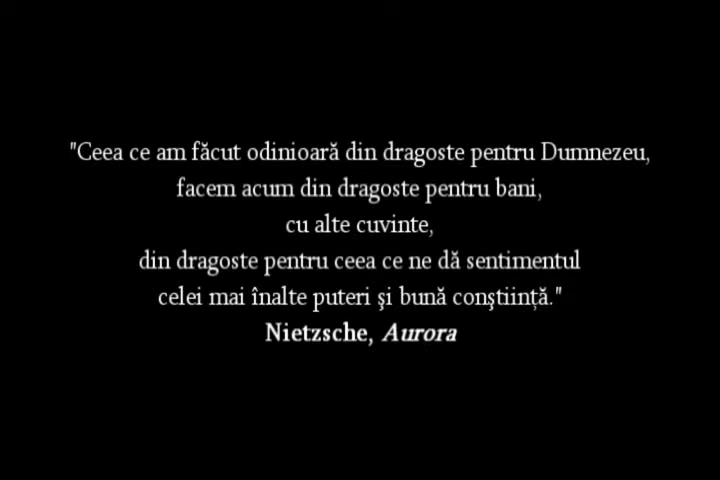 "Ceea ce am făcut odinioară din dragoste pentru Dumnezeu,
facem acum din dragoste pentru bani,
cu alte cuvinte,
din dragoste pentru ceea ce ne dă sentimentul
celei mai înalte puteri şi bună conştiință."
Nietzsche, Aurora